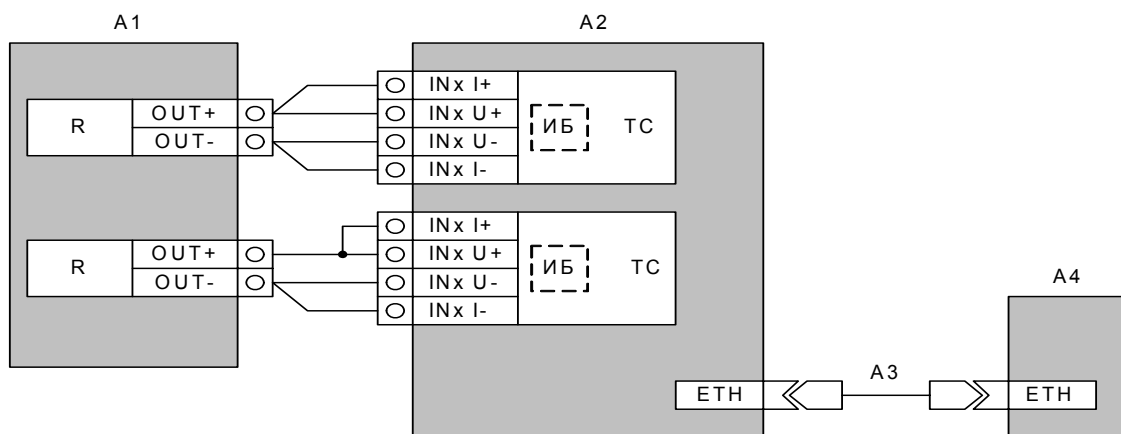 A1
A2
INx I+
R
OUT+
INx U+
ИБ
TC
OUT-
INx U-
INx I-
INx I+
R
OUT+
INx U+
ИБ
TC
OUT-
INx U-
INx I-
A4
A3
ETH
ETH